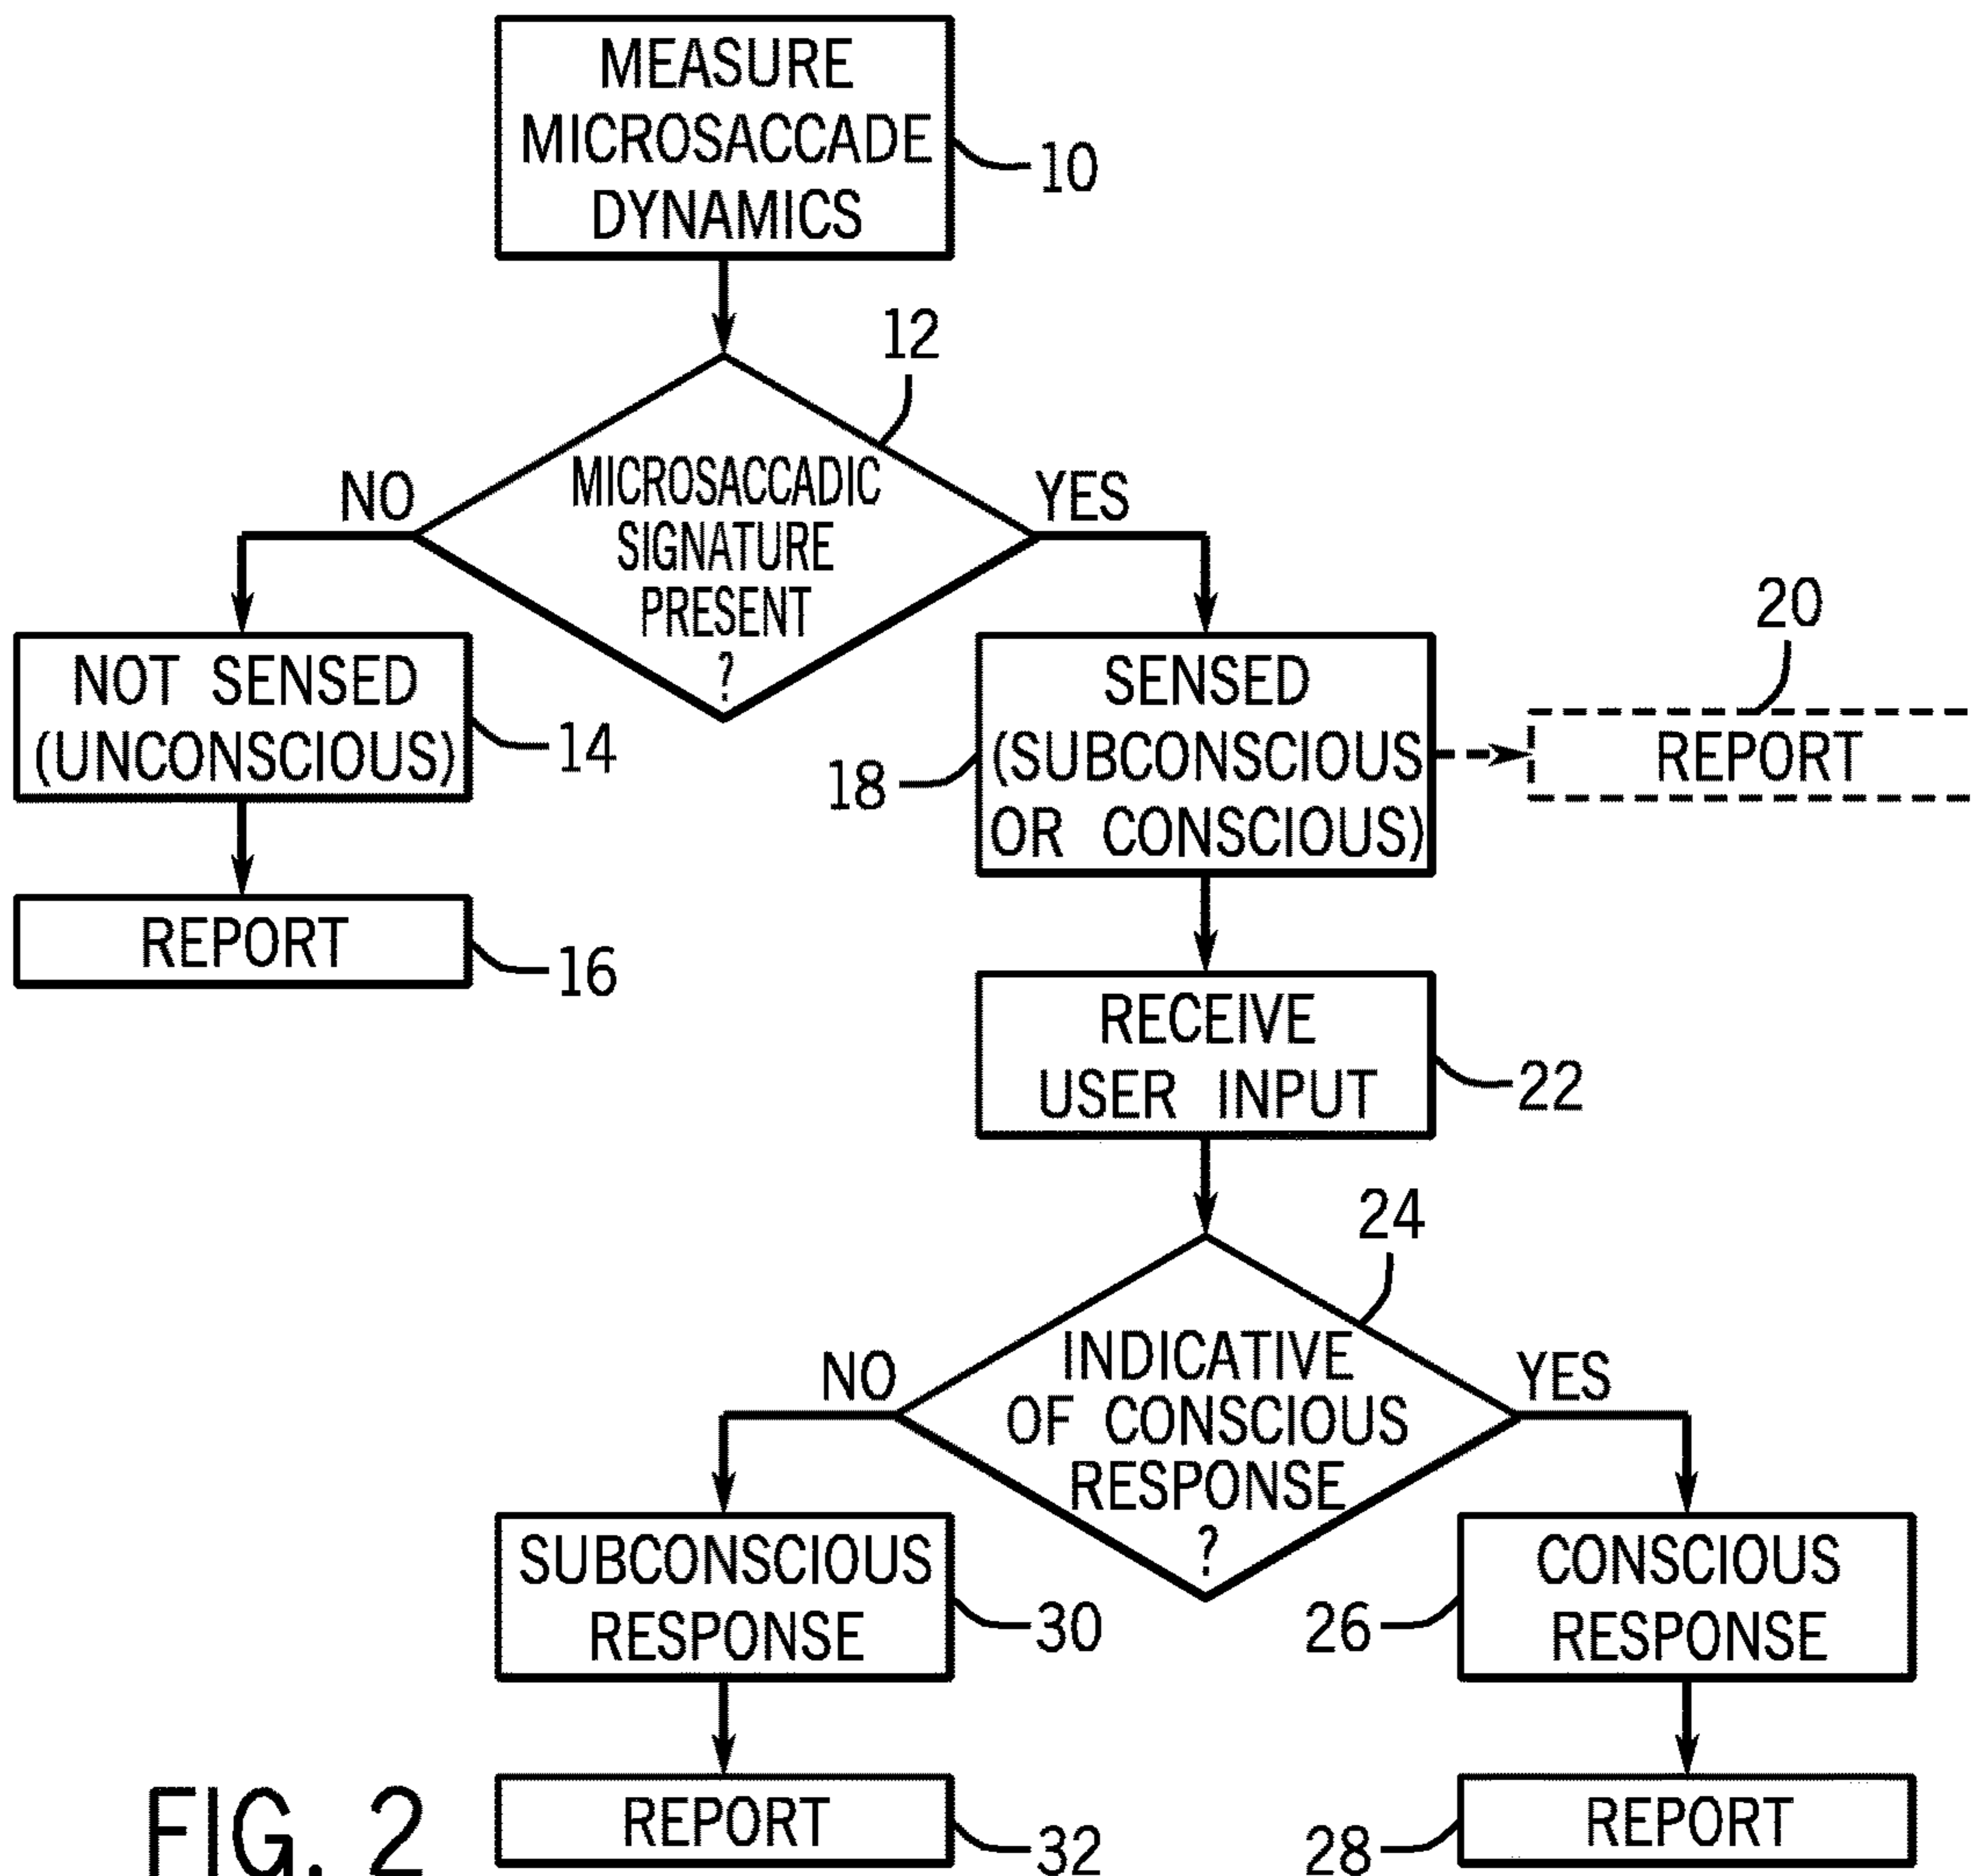 MEASURE
MICROSACCADE
DYNAMICS
10
12
MICROSACCADIC
SIGNATURE
PRESENT
?
NO
YES
NOT SENSED
(UNCONSCIOUS)
14
REPORT
16
SENSED
(SUBCONSCIOUS
OR CONSCIOUS)
18
20
REPORT
RECEIVE
USER INPUT
22
24
INDICATIVE
OF CONSCIOUS
RESPONSE
?
NO
YES
SUBCONSCIOUS
RESPONSE
30
REPORT
32
CONSCIOUS
RESPONSE
26
REPORT
28
FIG. 2